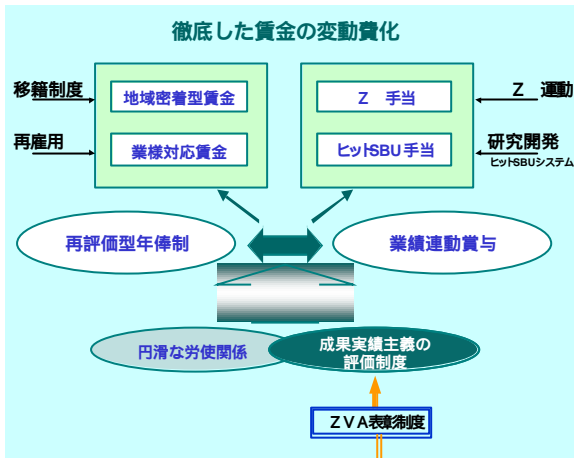 徹底した賃金の変動費化
移籍制度
地域密着型賃金
Z 手当
Z 運動
再雇用
業様対応賃金
ヒットSBU手当
研究開発
ヒットSBUシステム
再評価型年俸制
業績連動賞与
円滑な労使関係
成果実績主義の
評価制度
ZVA表彰制度